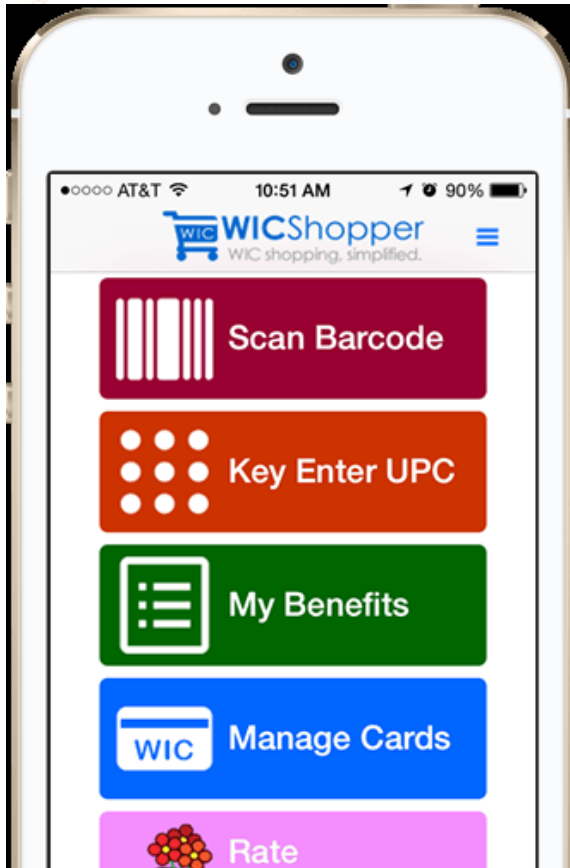 AT&T 10:51 AM 90%
WIC WICShopper
WIC shopping, simplified.
Scan Barcode
Key Enter UPC
My Benefits
WIC Manage Cards
Rate